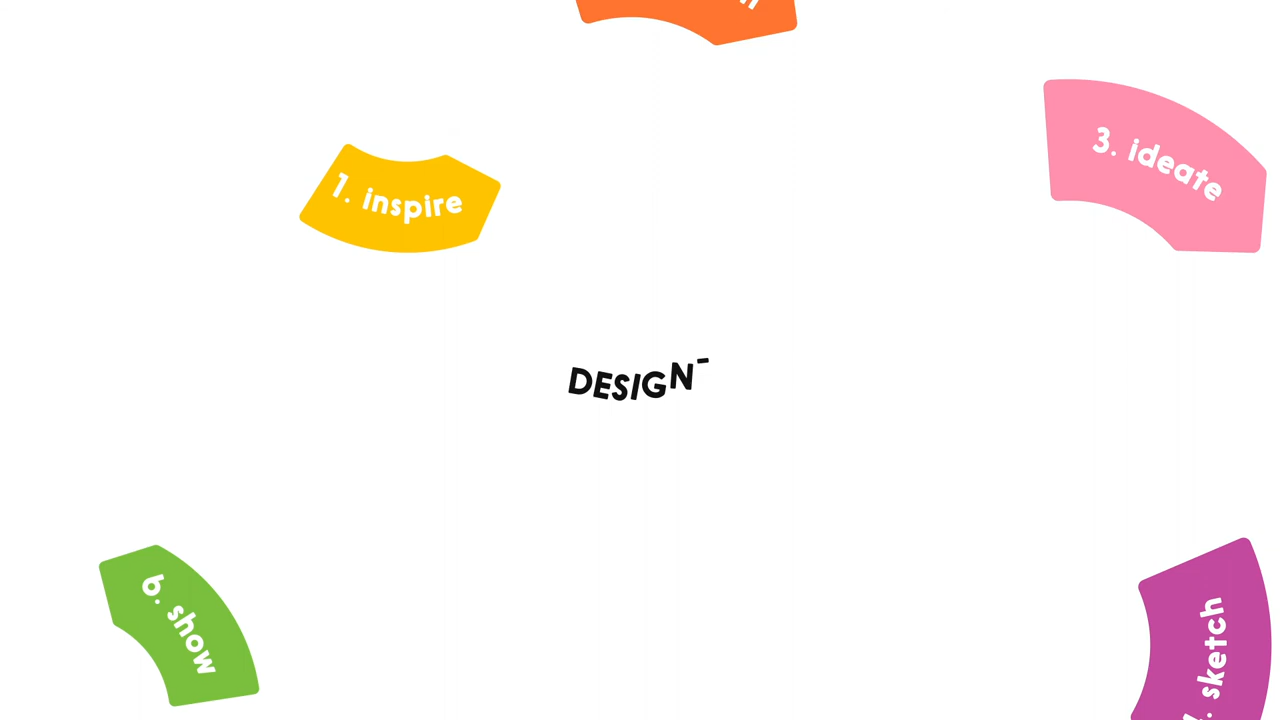 1. inspire
3. ideate
DESIGN-
6. show
sketch